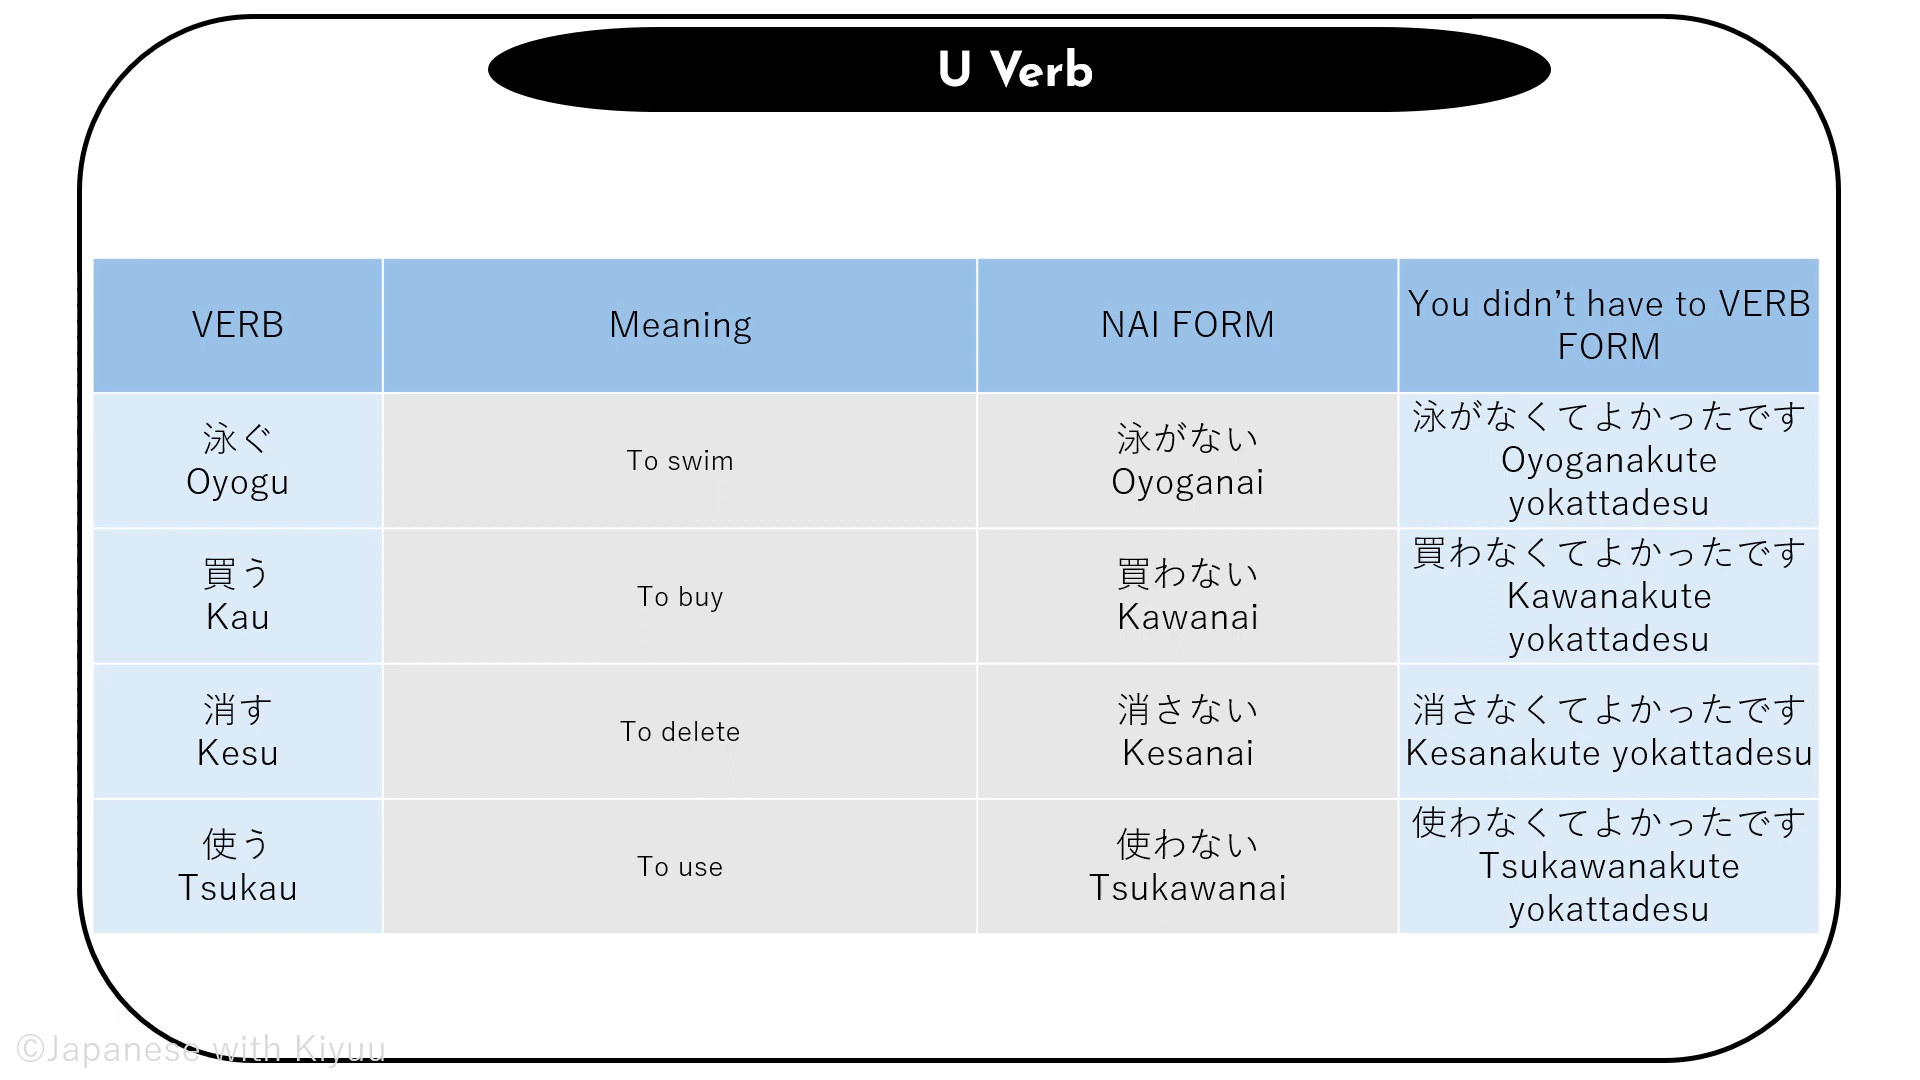 U Verb
VERB
Meaning
NAI FORM
You didn't have to VERB
FORM
泳ぐ
Oyogu
To swim
泳がない
Oyoganai
泳がなくてよかったです
Oyoganakute
yokattadesu
買う
Kau
To buy
買わない
Kawanai
買わなくてよかったです
Kawanakute
yokattadesu
消す
Kesu
To delete
消さない
Kesanai
消さなくてよかったです
Kesanakute yokattadesu
使う
Tsukau
To use
使わない
Tsukawanai
使わなくてよかったです
Tsukawanakute
yokattadesu
©Japanese with Kiyuu